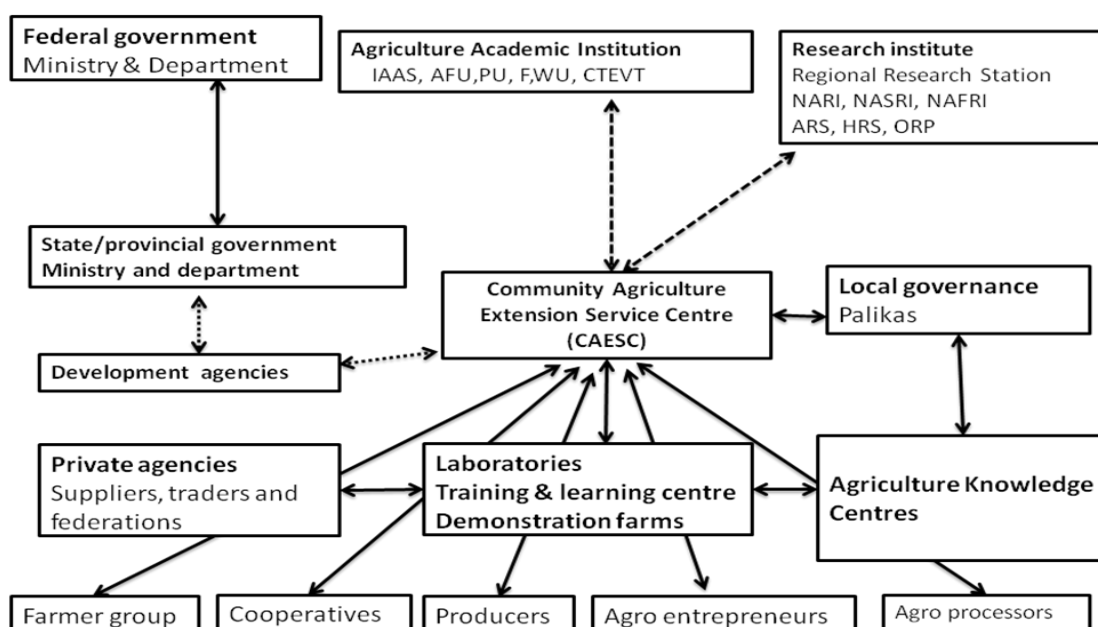 Federal government
Ministry & Department
Agriculture Academic Institution
IAAS, AFU,PU, F,WU, CTEVT
Research institute
Regional Research Station
NARI, NASRI, NAFRI
ARS, HRS, ORP
State/provincial government
Ministry and department
Community Agriculture
Extension Service Centre
(CAESC)
Local governance
Palikas
Development agencies
Private agencies
Suppliers, traders and
federations
Laboratories
Training & learning centre
Demonstration farms
Agriculture Knowledge
Centres
Farmer group
Cooperatives
Producers
Agro entrepreneurs
Agro processors